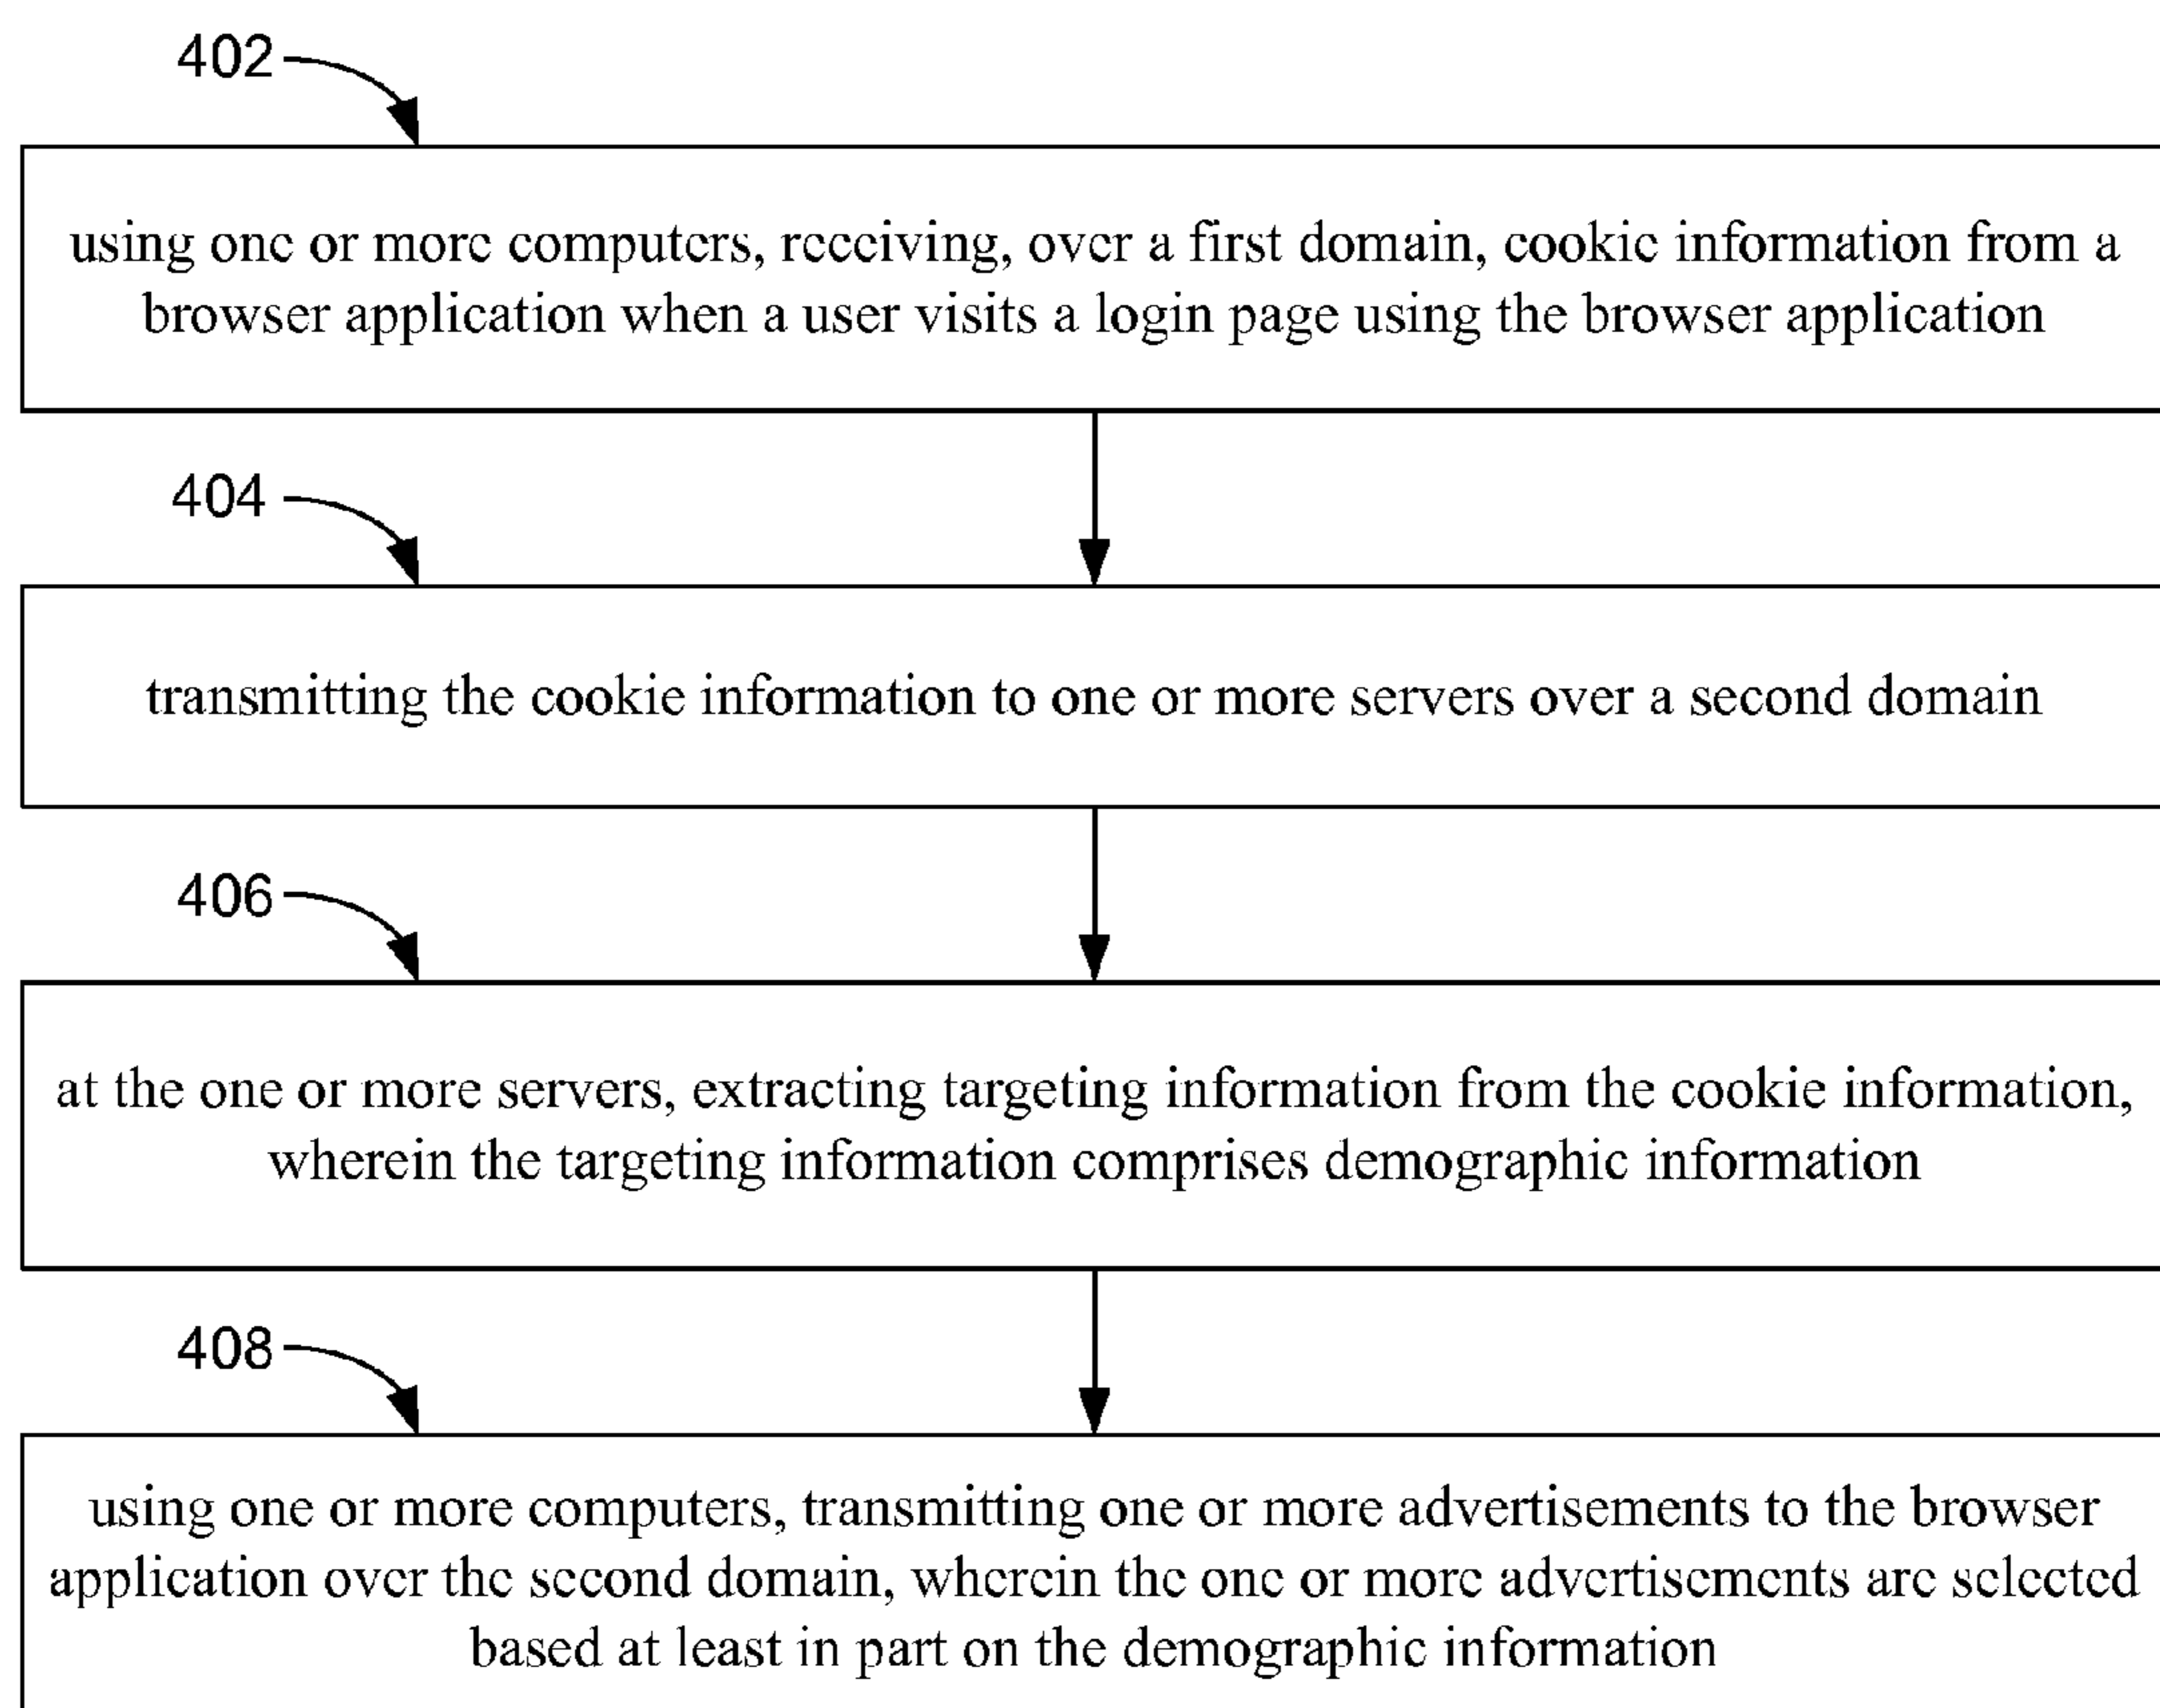 402
using one or more computers, receiving, over a first domain, cookie information from a
browser application when a user visits a login page using the browser application
404
transmitting the cookie information to one or more servers over a second domain
406
at the one or more servers, extracting targeting information from the cookie information,
wherein the targeting information comprises demographic information
408
using one or more computers, transmitting one or more advertisements to the browser
application over the second domain, wherein the one or more advertisements are selected
based at least in part on the demographic information